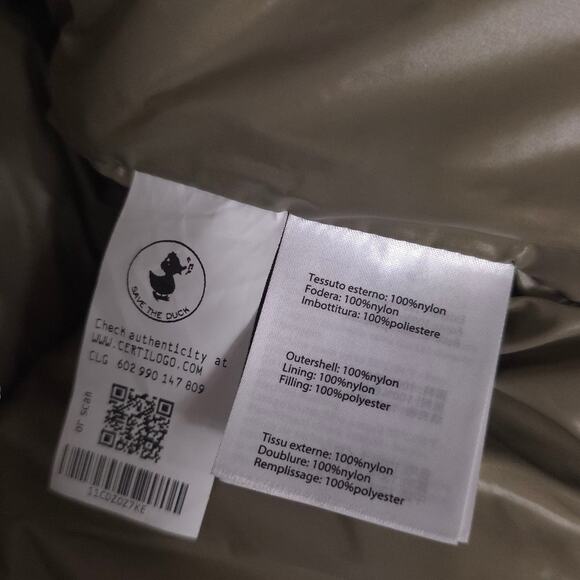 SAVE THE DUCK
Check authenticity at
WWW.CERTILOGO.COM
CLG 602 990 147 809
or scan
11CDZ0Z7KE
Tessuto esterno: 100%nylon
Fodera: 100%nylon
Imbottitura: 100%poliestere
Outershell: 100%nylon
Lining: 100%nylon
Filling: 100%polyester
Tissu externe: 100%nylon
Doublure: 100%nylon
Remplissage: 100%polyester